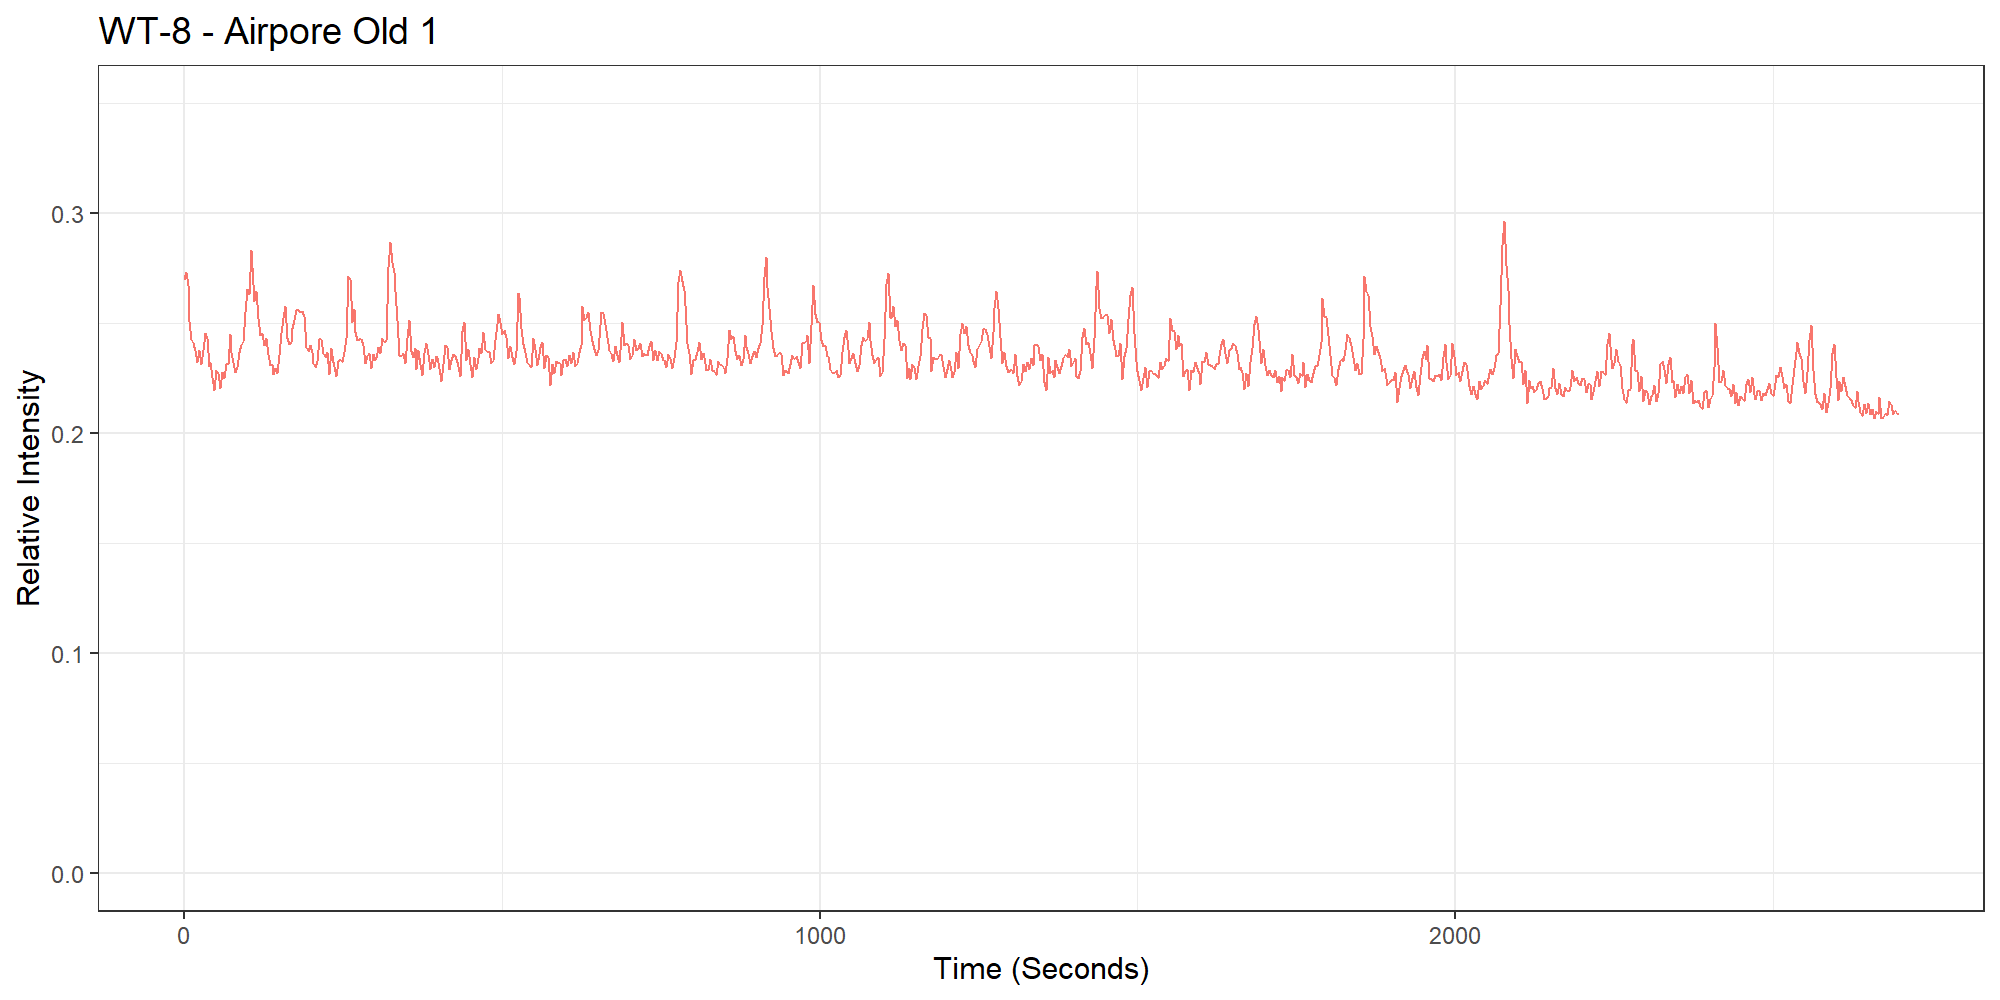 WT-8 - Airpore Old 1
Relative Intensity
0.3
0.2
0.1
0.0
0
1000
2000
Time (Seconds)